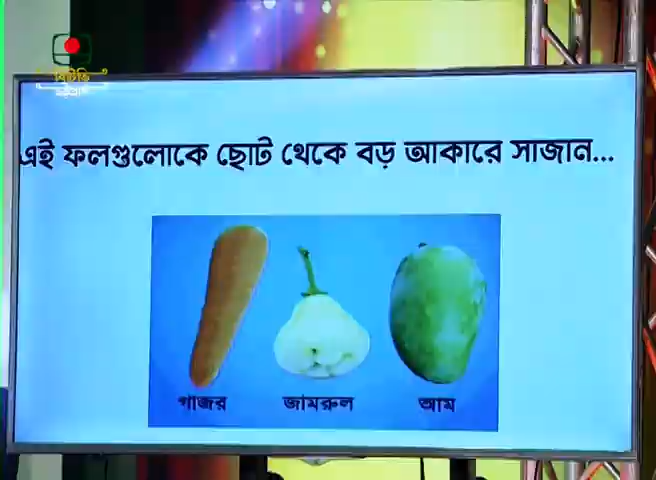 বিটিভি
এই ফলগুলোকে ছোট থেকে বড় আকারে সাজান...
গাজর জামরুল আম